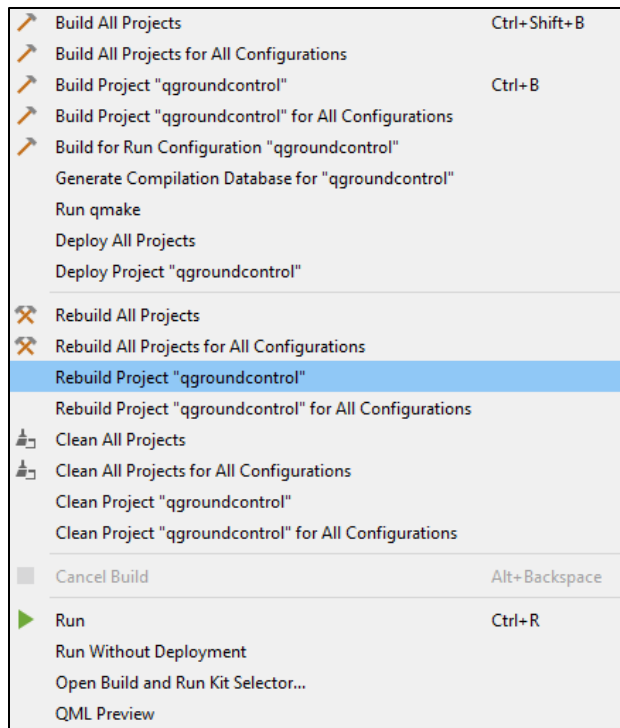 Build All Projects Ctrl+Shift+B
Build All Projects for All Configurations
Build Project "qgroundcontrol" Ctrl+B
Build Project "qgroundcontrol" for All Configurations
Build for Run Configuration "qgroundcontrol"
Generate Compilation Database for "qgroundcontrol"
Run qmake
Deploy All Projects
Deploy Project "qgroundcontrol"
Rebuild All Projects
Rebuild All Projects for All Configurations
Rebuild Project "qgroundcontrol"
Rebuild Project "qgroundcontrol" for All Configurations
Clean All Projects
Clean All Projects for All Configurations
Clean Project "qgroundcontrol"
Clean Project "qgroundcontrol" for All Configurations
Cancel Build Alt+Backspace
Run Ctrl+R
Run Without Deployment
Open Build and Run Kit Selector...
QML Preview